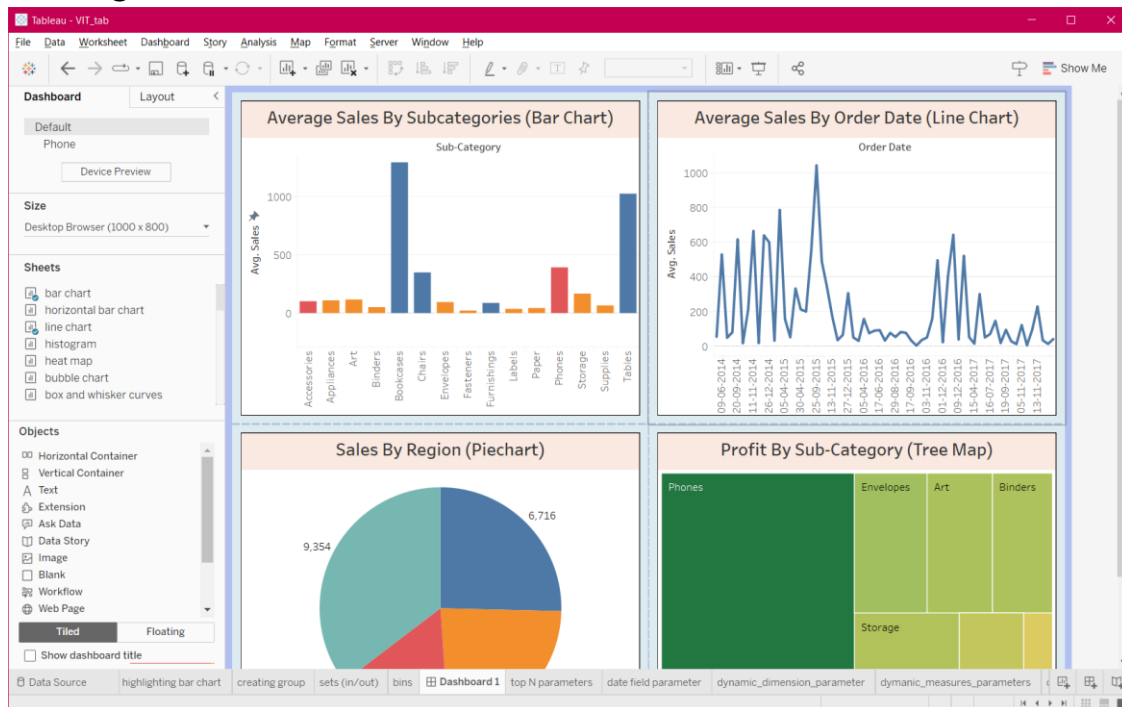 Tableau - VIT_tab
File Data Worksheet Dashboard Story Analysis Map Format Server Window Help
Show Me
Dashboard Layout
Default
Phone
Device Preview
Size
Desktop Browser (1000 x 800)
Sheets
bar chart
horizontal bar chart
line chart
histogram
heat map
bubble chart
box and whisker curves
Objects
Horizontal Container
Vertical Container
Text
Extension
Ask Data
Data Story
Image
Blank
Workflow
Web Page
Tiled Floating
Show dashboard title
Average Sales By Subcategories (Bar Chart)
Sub-Category
Avg. Sales
1000
500
0
Accessories
Appliances
Art
Binders
Bookcases
Chairs
Envelopes
Fasteners
Furnishings
Labels
Paper
Phones
Storage
Supplies
Tables
Average Sales By Order Date (Line Chart)
Order Date
Avg. Sales
1000
800
600
400
200
0
09-06-2014
20-09-2014
11-11-2014
26-12-2014
05-04-2015
30-04-2015
25-09-2015
13-11-2015
27-12-2015
05-04-2016
17-06-2016
29-08-2016
17-09-2016
03-11-2016
01-12-2016
09-12-2016
15-04-2017
16-07-2017
19-09-2017
05-11-2017
13-11-2017
Sales By Region (Piechart)
9,354
6,716
Profit By Sub-Category (Tree Map)
Phones
Envelopes
Art
Binders
Storage
Data Source highlighting bar chart creating group sets (in/out) bins Dashboard 1 top N parameters date field parameter dynamic_dimension_parameter dymanic_measures_parameters